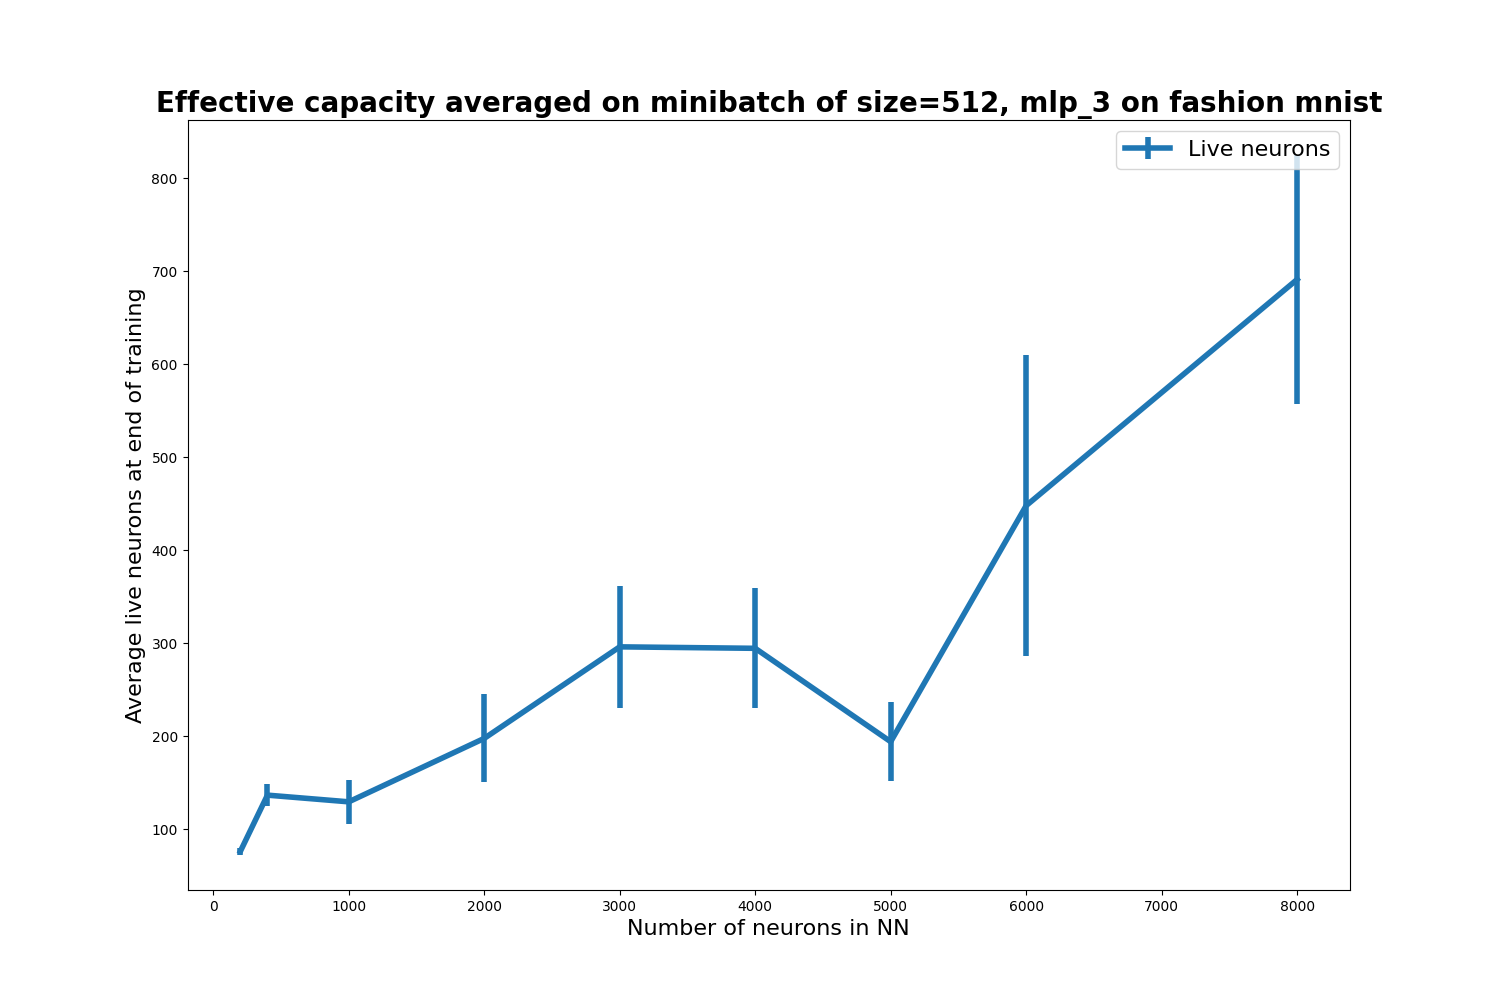 Effective capacity averaged on minibatch of size=512, mlp_3 on fashion mnist
Live neurons
800
700
600
500
400
300
200
100
Average live neurons at end of training
0 1000 2000 3000 4000 5000 6000 7000 8000
Number of neurons in NN